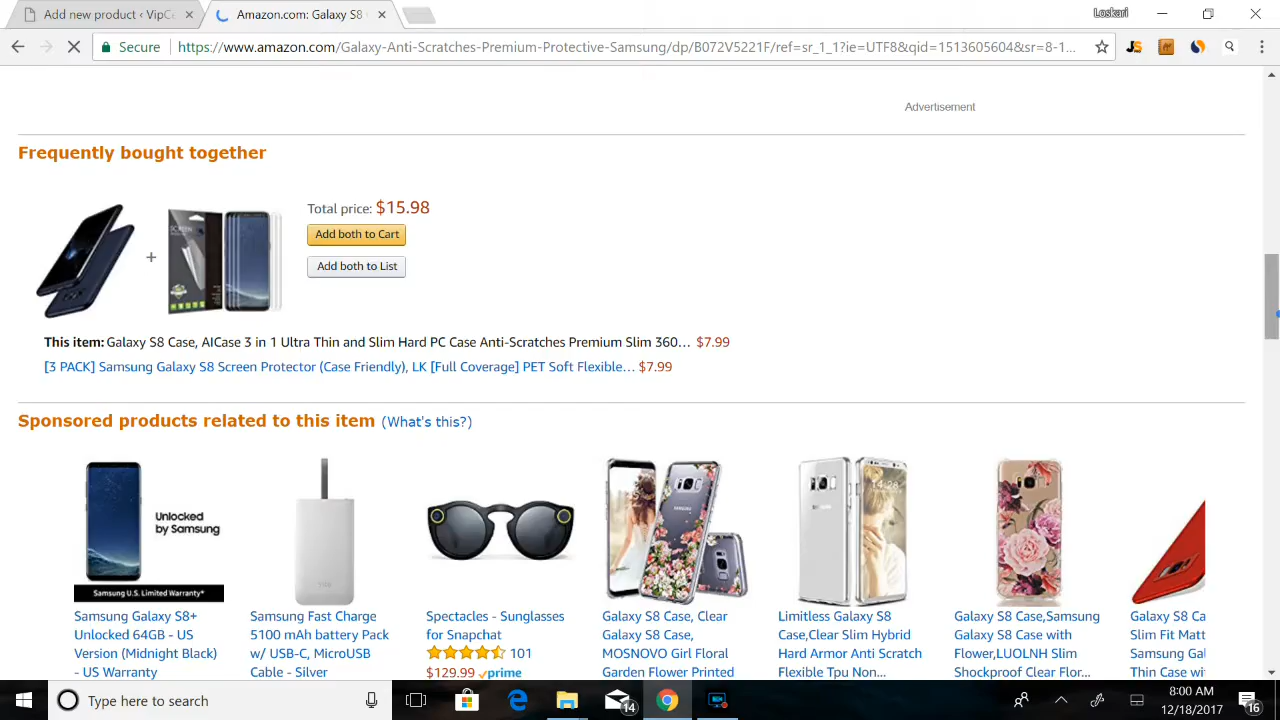 Add new product ‹ VipC
Amazon.com: Galaxy S8
Loskari
Secure
https://www.amazon.com/Galaxy-Anti-Scratches-Premium-Protective-Samsung/dp/B072V5221F/ref=sr_1_1?ie=UTF8&qid=1513605604&sr=8-1...
Advertisement
Frequently bought together
Total price: $15.98
Add both to Cart
+
Add both to List
This item: Galaxy S8 Case, AICase 3 in 1 Ultra Thin and Slim Hard PC Case Anti-Scratches Premium Slim 360… $7.99
[3 PACK] Samsung Galaxy S8 Screen Protector (Case Friendly), LK [Full Coverage] PET Soft Flexible… $7.99
Sponsored products related to this item (What's this?)
Unlocked
by Samsung
Samsung U.S. Limited Warranty*
Samsung Galaxy S8+
Unlocked 64GB - US
Version (Midnight Black)
- US Warranty
Samsung Fast Charge
5100 mAh battery Pack
w/ USB-C, MicroUSB
Cable - Silver
Spectacles - Sunglasses
for Snapchat
101
$129.99 prime
Galaxy S8 Case, Clear
Galaxy S8 Case,
MOSNOVO Girl Floral
Garden Flower Printed
Limitless Galaxy S8
Case,Clear Slim Hybrid
Hard Armor Anti Scratch
Flexible Tpu Non...
Galaxy S8 Case,Samsung
Galaxy S8 Case with
Flower,LUOLNH Slim
Shockproof Clear Flor...
Galaxy S8 Ca
Slim Fit Matt
Samsung Gal
Thin Case wi
Type here to search
14
8:00 AM
12/18/2017
16